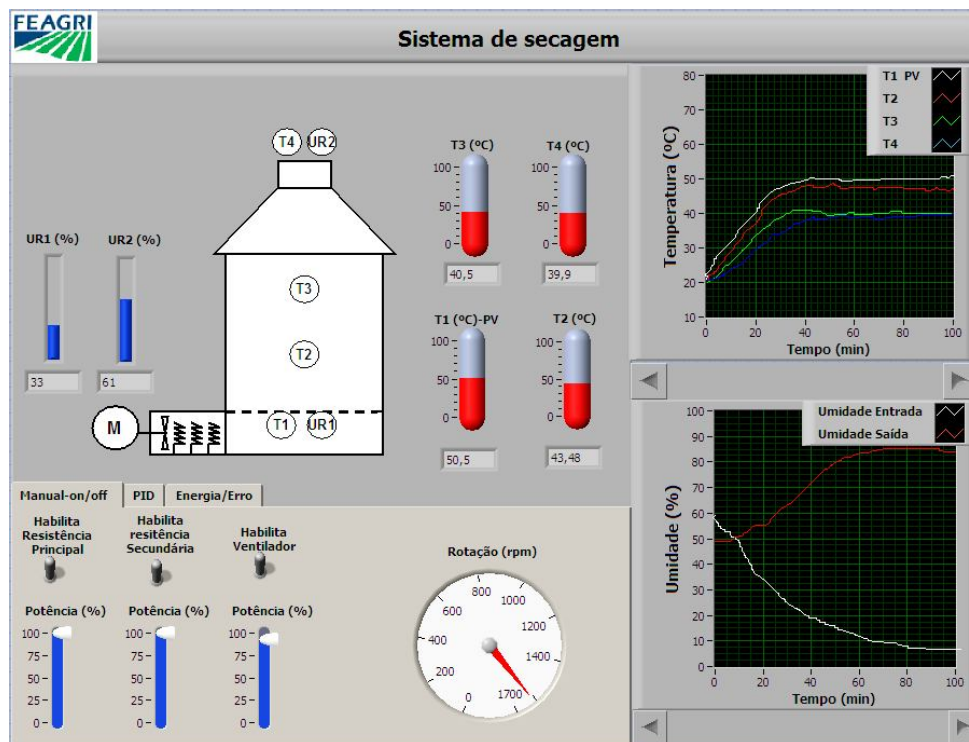 FEAGRI
Sistema de secagem
T4 UR2
T3
T2
T1 UR1
M
UR1 (%)
33
UR2 (%)
61
T3 (ºC)
100
50
0
40,5
T4 (ºC)
100
50
0
39,9
T1 (ºC)-PV
100
50
0
50,5
T2 (ºC)
100
50
0
43,48
T1 PV
T2
T3
T4
Temperatura (ºC)
80
70
60
50
40
30
20
10
0 20 40 60 80 100
Tempo (min)
Umidade Entrada
Umidade Saída
Umidade (%)
100
90
80
70
60
50
40
30
20
10
0
0 20 40 60 80 100
Tempo (min)
Manual-on/off PID Energia/Erro
Habilita
Resistência
Principal
Habilita
resitência
Secundária
Habilita
Ventilador
Potência (%)
100
75
50
25
0
Potência (%)
100
75
50
25
0
Potência (%)
100
75
50
25
0
Rotação (rpm)
0 200 400 600 800 1000 1200 1400 1700